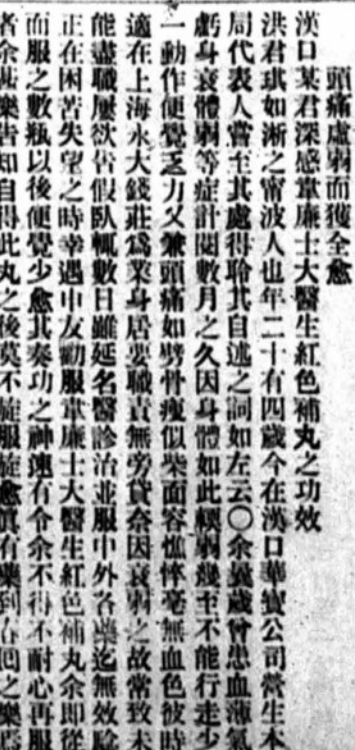 頭痛虛弱而獲全愈
漢口某君深感韋廉士大醫生紅色補丸之功效
洪君琪如浙之甯波人也年二十有四歲今在漢口華寶公司營生本
局代表人嘗至其處得聆其自述之詞如左云〇余曩歲曾患血薄氣
虧身衰體弱等症計閱數月之久因身體如此輭弱幾至不能行走少
一動作便覺乏力又兼頭痛如劈骨瘦似柴面容憔悴毫無血色彼時
適在上海永大錢莊爲業身居要職責無旁貸奈因衰弱之故常致未
能盡職屢欲告假臥輒數日雖延名醫診治並服中外各藥迄無效騐
正在困苦失望之時幸遇中友勸服韋廉士大醫生紅色補丸余即從
而服之數瓶以後便覺少愈其奏功之神速有令余不得不耐心再服
者余甚樂告知自得此丸之後莫不旋服旋愈眞有藥到春回之樂焉